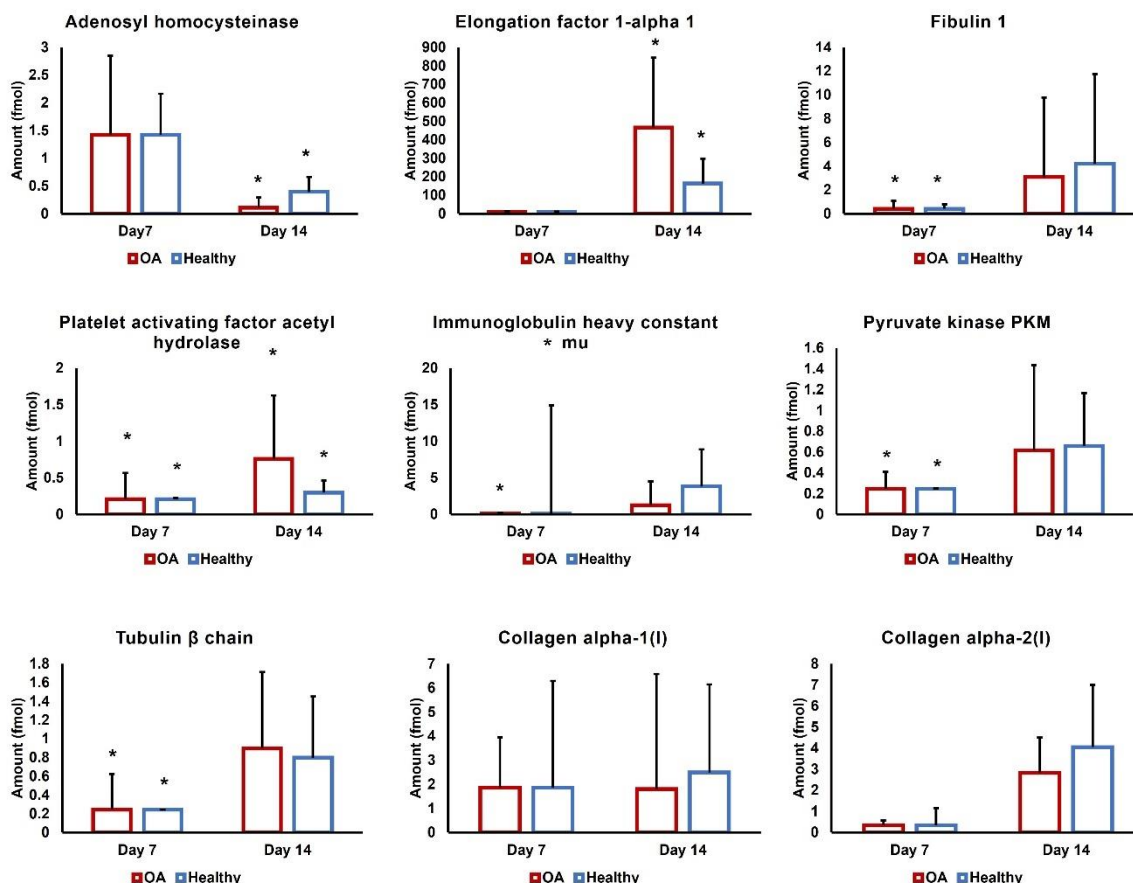 Adenosyl homocysteinase
Amount (fmol)
3
2.5
2
1.5
1
0.5
0
* *
Day7 Day 14
OA Healthy
Elongation factor 1-alpha 1
Amount (fmol)
900
800
700
600
500
400
300
200
100
0
*
*
Day7 Day 14
OA Healthy
Fibulin 1
Amount (fmol)
14
12
10
8
6
4
2
0
* *
Day7 Day 14
OA Healthy
Platelet activating factor acetyl
hydrolase
Amount (fmol)
2
1.5
1
0.5
0
*
*
*
*
Day 7 Day 14
OA Healthy
Immunoglobulin heavy constant
* mu
Amount (fmol)
20
15
10
5
0
*
Day 7 Day 14
OA Healthy
Pyruvate kinase PKM
Amount (fmol)
1.6
1.4
1.2
1
0.8
0.6
0.4
0.2
0
* *
Day 7 Day 14
OA Healthy
Tubulin β chain
Amount (fmol)
1.8
1.6
1.4
1.2
1
0.8
0.6
0.4
0.2
0
*
*
Day 7 Day 14
OA Healthy
Collagen alpha-1(I)
Amount (fmol)
7
6
5
4
3
2
1
0
Day 7 Day 14
OA Healthy
Collagen alpha-2(I)
Amount (fmol)
8
7
6
5
4
3
2
1
0
Day 7 Day 14
OA Healthy